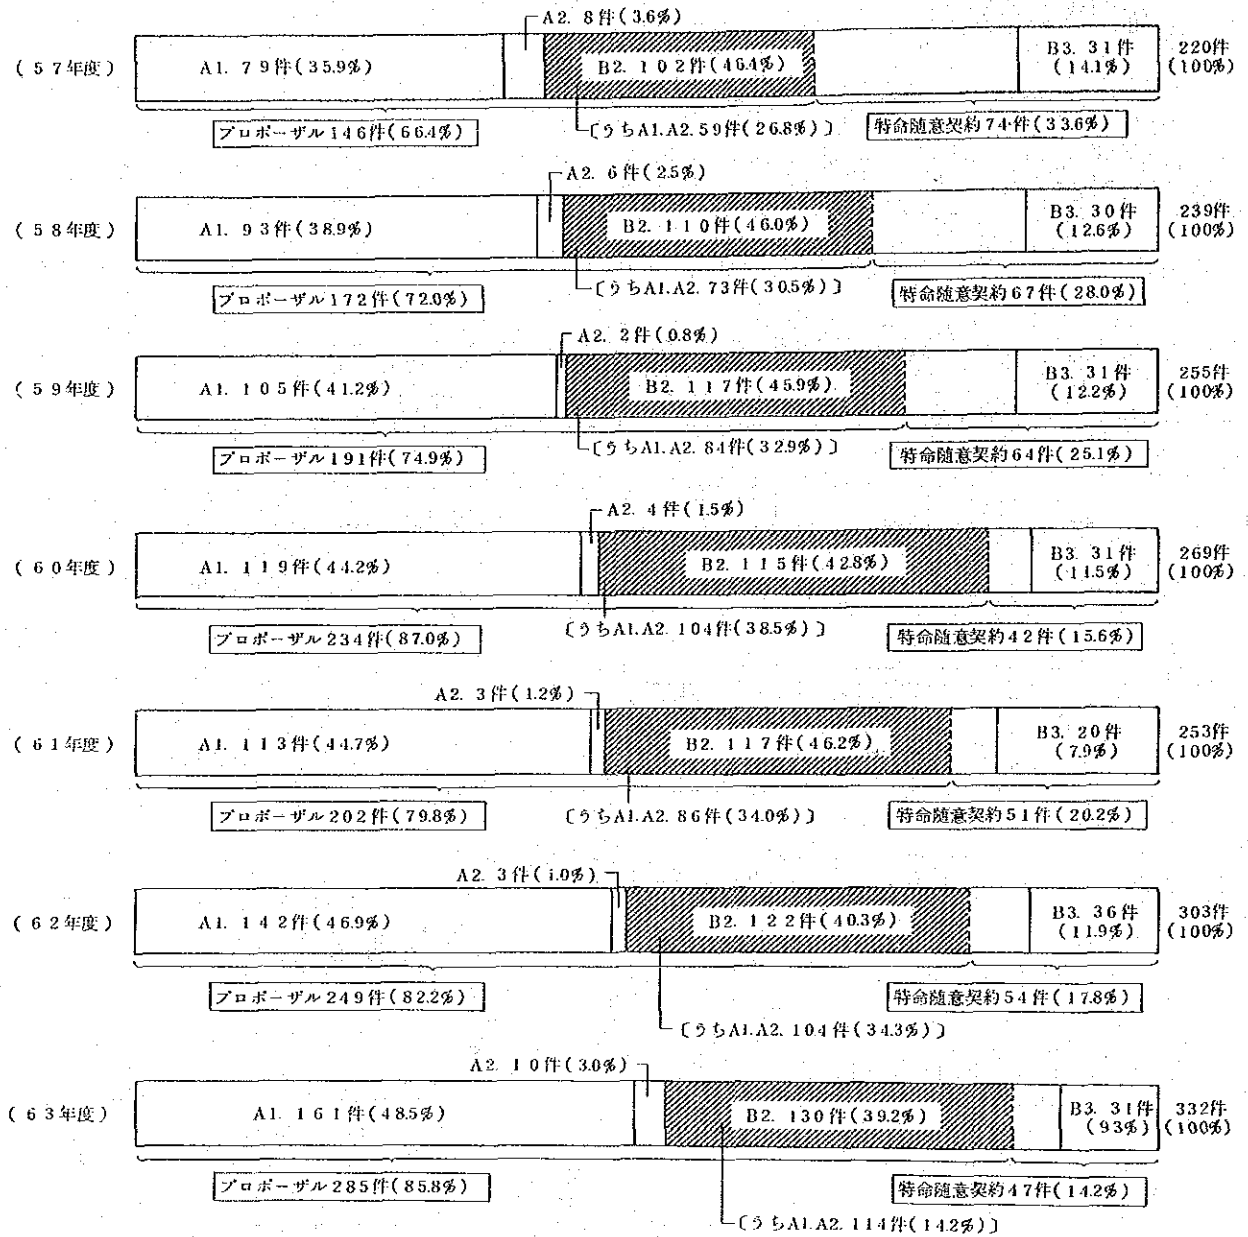 A2. 8件(3.6%)
(57年度) A1. 79件(35.9%) B2. 102件(46.4%) B3. 31件(14.1%) 220件(100%)
プロポーザル146件(66.4%) 〔うちA1.A2.59件(26.8%)〕 特命随意契約74件(33.6%)
A2. 6件(2.5%)
(58年度) A1. 93件(38.9%) B2. 110件(46.0%) B3. 30件(12.6%) 239件(100%)
プロポーザル172件(72.0%) 〔うちA1.A2. 73件(30.5%)〕 特命随意契約67件(28.0%)
A2. 2件(0.8%)
(59年度) A1. 105件(41.2%) B2. 117件(45.9%) B3. 31件(12.2%) 255件(100%)
プロポーザル191件(74.9%) 〔うちA1.A2. 84件(32.9%)〕 特命随意契約64件(25.1%)
A2. 4件(1.5%)
(60年度) A1. 119件(44.2%) B2. 115件(42.8%) B3. 31件(11.5%) 269件(100%)
プロポーザル234件(87.0%) 〔うちA1.A2. 104件(38.5%)〕 特命随意契約42件(15.6%)
A2. 3件(1.2%)
(61年度) A1. 113件(44.7%) B2. 117件(46.2%) B3. 20件(7.9%) 253件(100%)
プロポーザル202件(79.8%) 〔うちA1.A2. 86件(34.0%)〕 特命随意契約51件(20.2%)
A2. 3件(1.0%)
(62年度) A1. 142件(46.9%) B2. 122件(40.3%) B3. 36件(11.9%) 303件(100%)
プロポーザル249件(82.2%) 特命随意契約54件(17.8%)
〔うちA1.A2. 104件(34.3%)〕
A2. 10件(3.0%)
(63年度) A1. 161件(48.5%) B2. 130件(39.2%) B3. 31件(93%) 332件(100%)
プロポーザル285件(85.8%) 特命随意契約47件(14.2%)
〔うちA1.A2. 114件(14.2%)〕